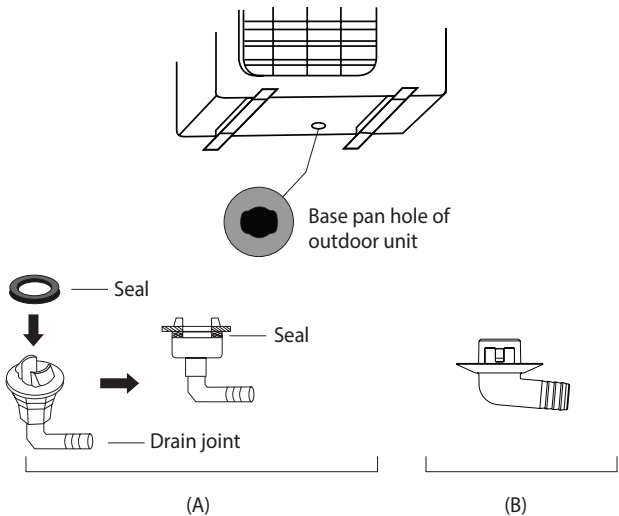 Base pan hole of
outdoor unit
Seal
Seal
Drain joint
(A)
(B)